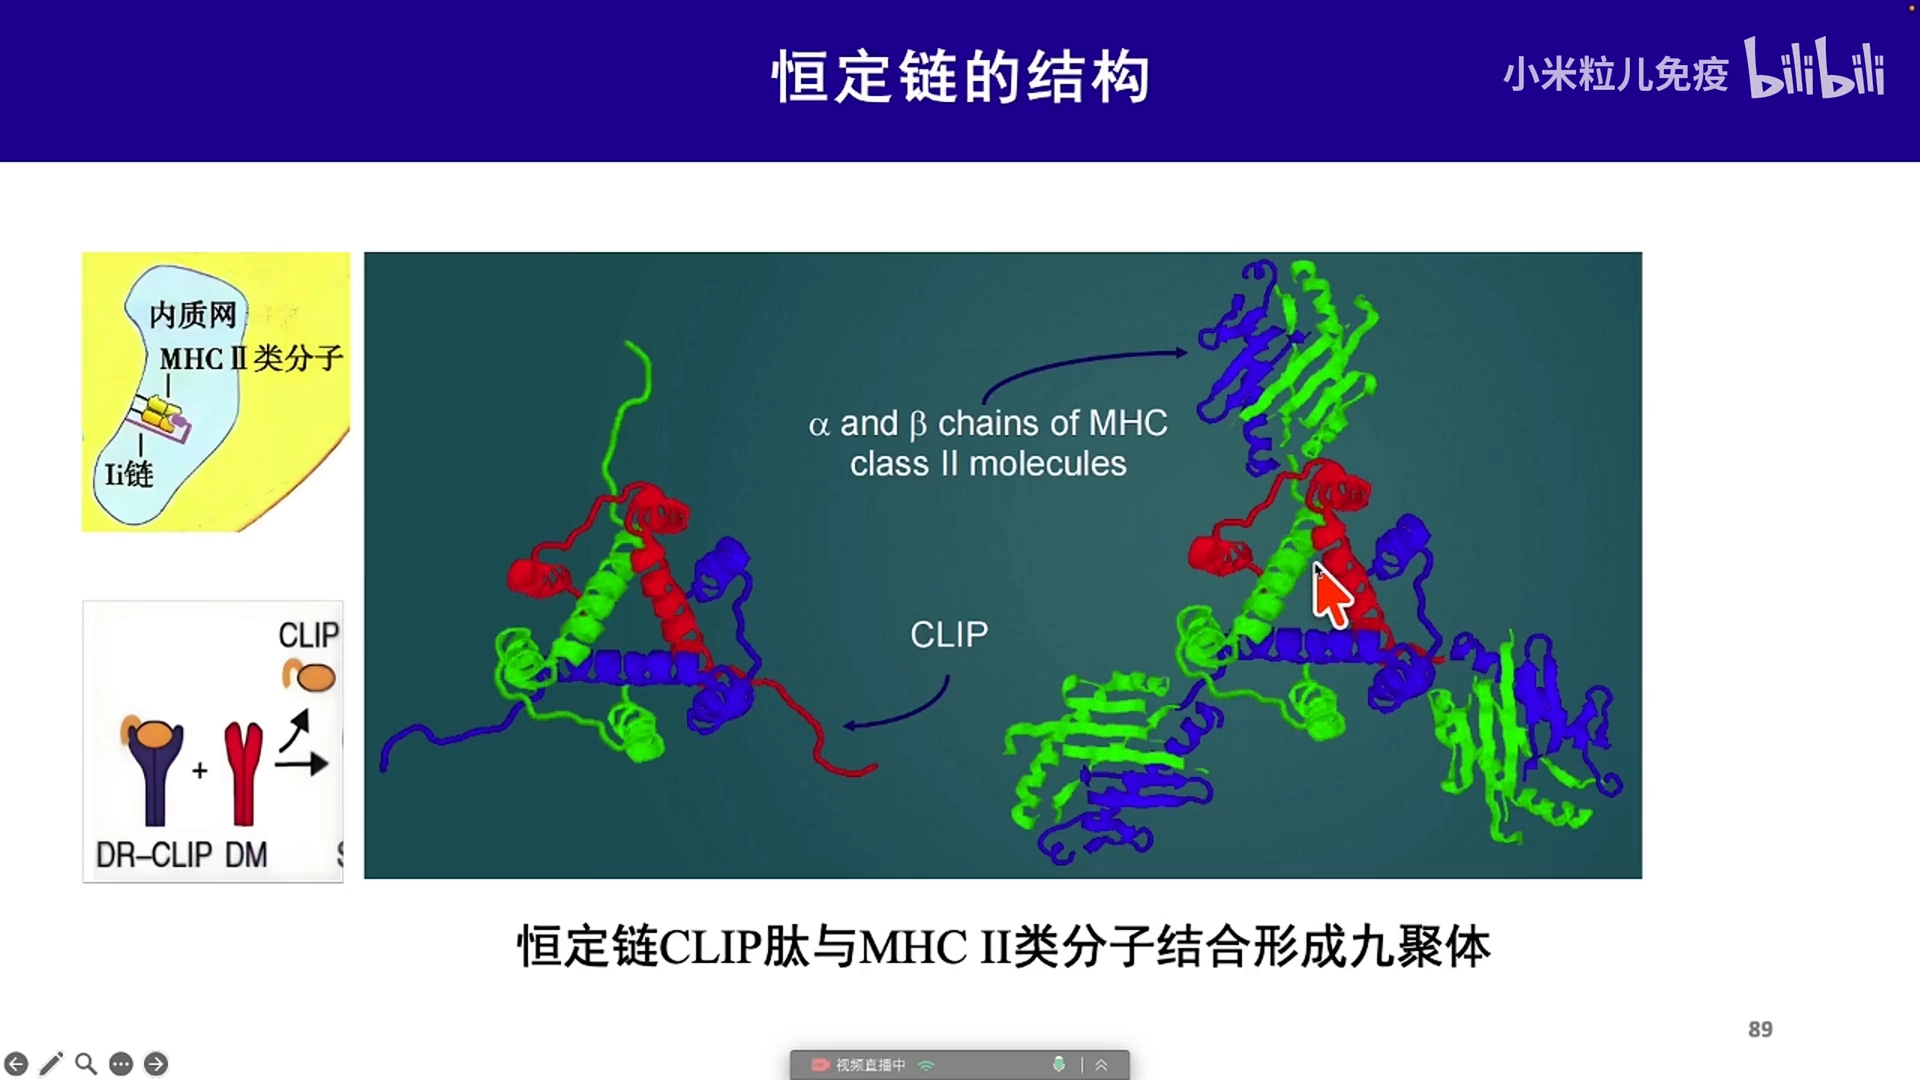 恒定链的结构
小米粒儿免疫 bilibili
内质网
MHC II 类分子
Ii链
α and β chains of MHC
class II molecules
CLIP
CLIP
+
DR–CLIP DM
恒定链CLIP肽与MHC II类分子结合形成九聚体
89
视频直播中